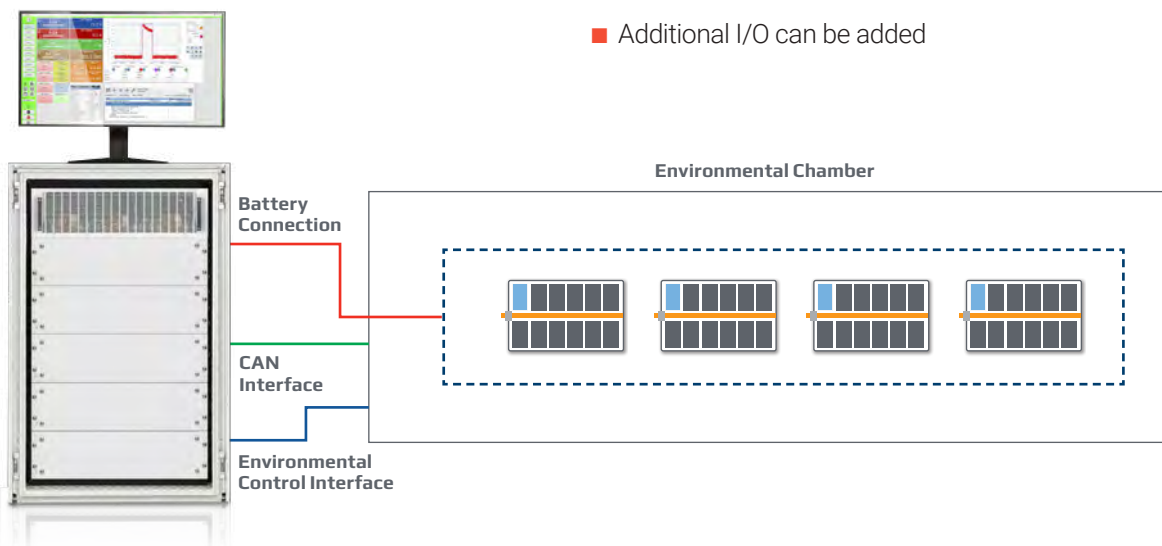 Additional I/O can be added
Environmental Chamber
Battery
Connection
CAN
Interface
Environmental
Control Interface